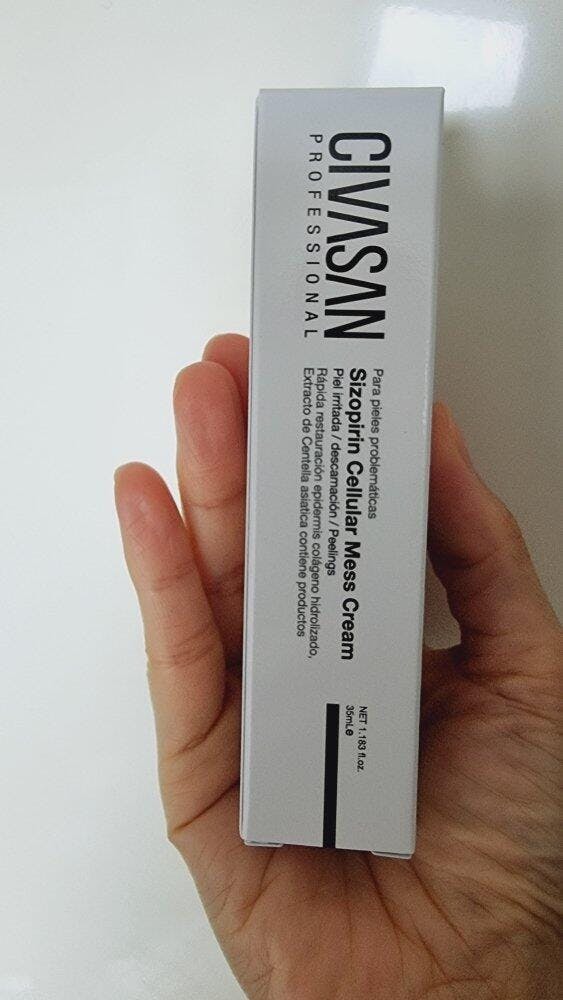 CIVASAN
PROFESSIONAL
Para pieles problemáticas
Sizopirin Cellular Mess Cream
Piel irritada / descamación / Peelings
Rápida restauración epidermis colágeno hidrolizado,
Extracto de Centella asiatica contiene productos
NET 1.183 fl.oz.
35mL℮